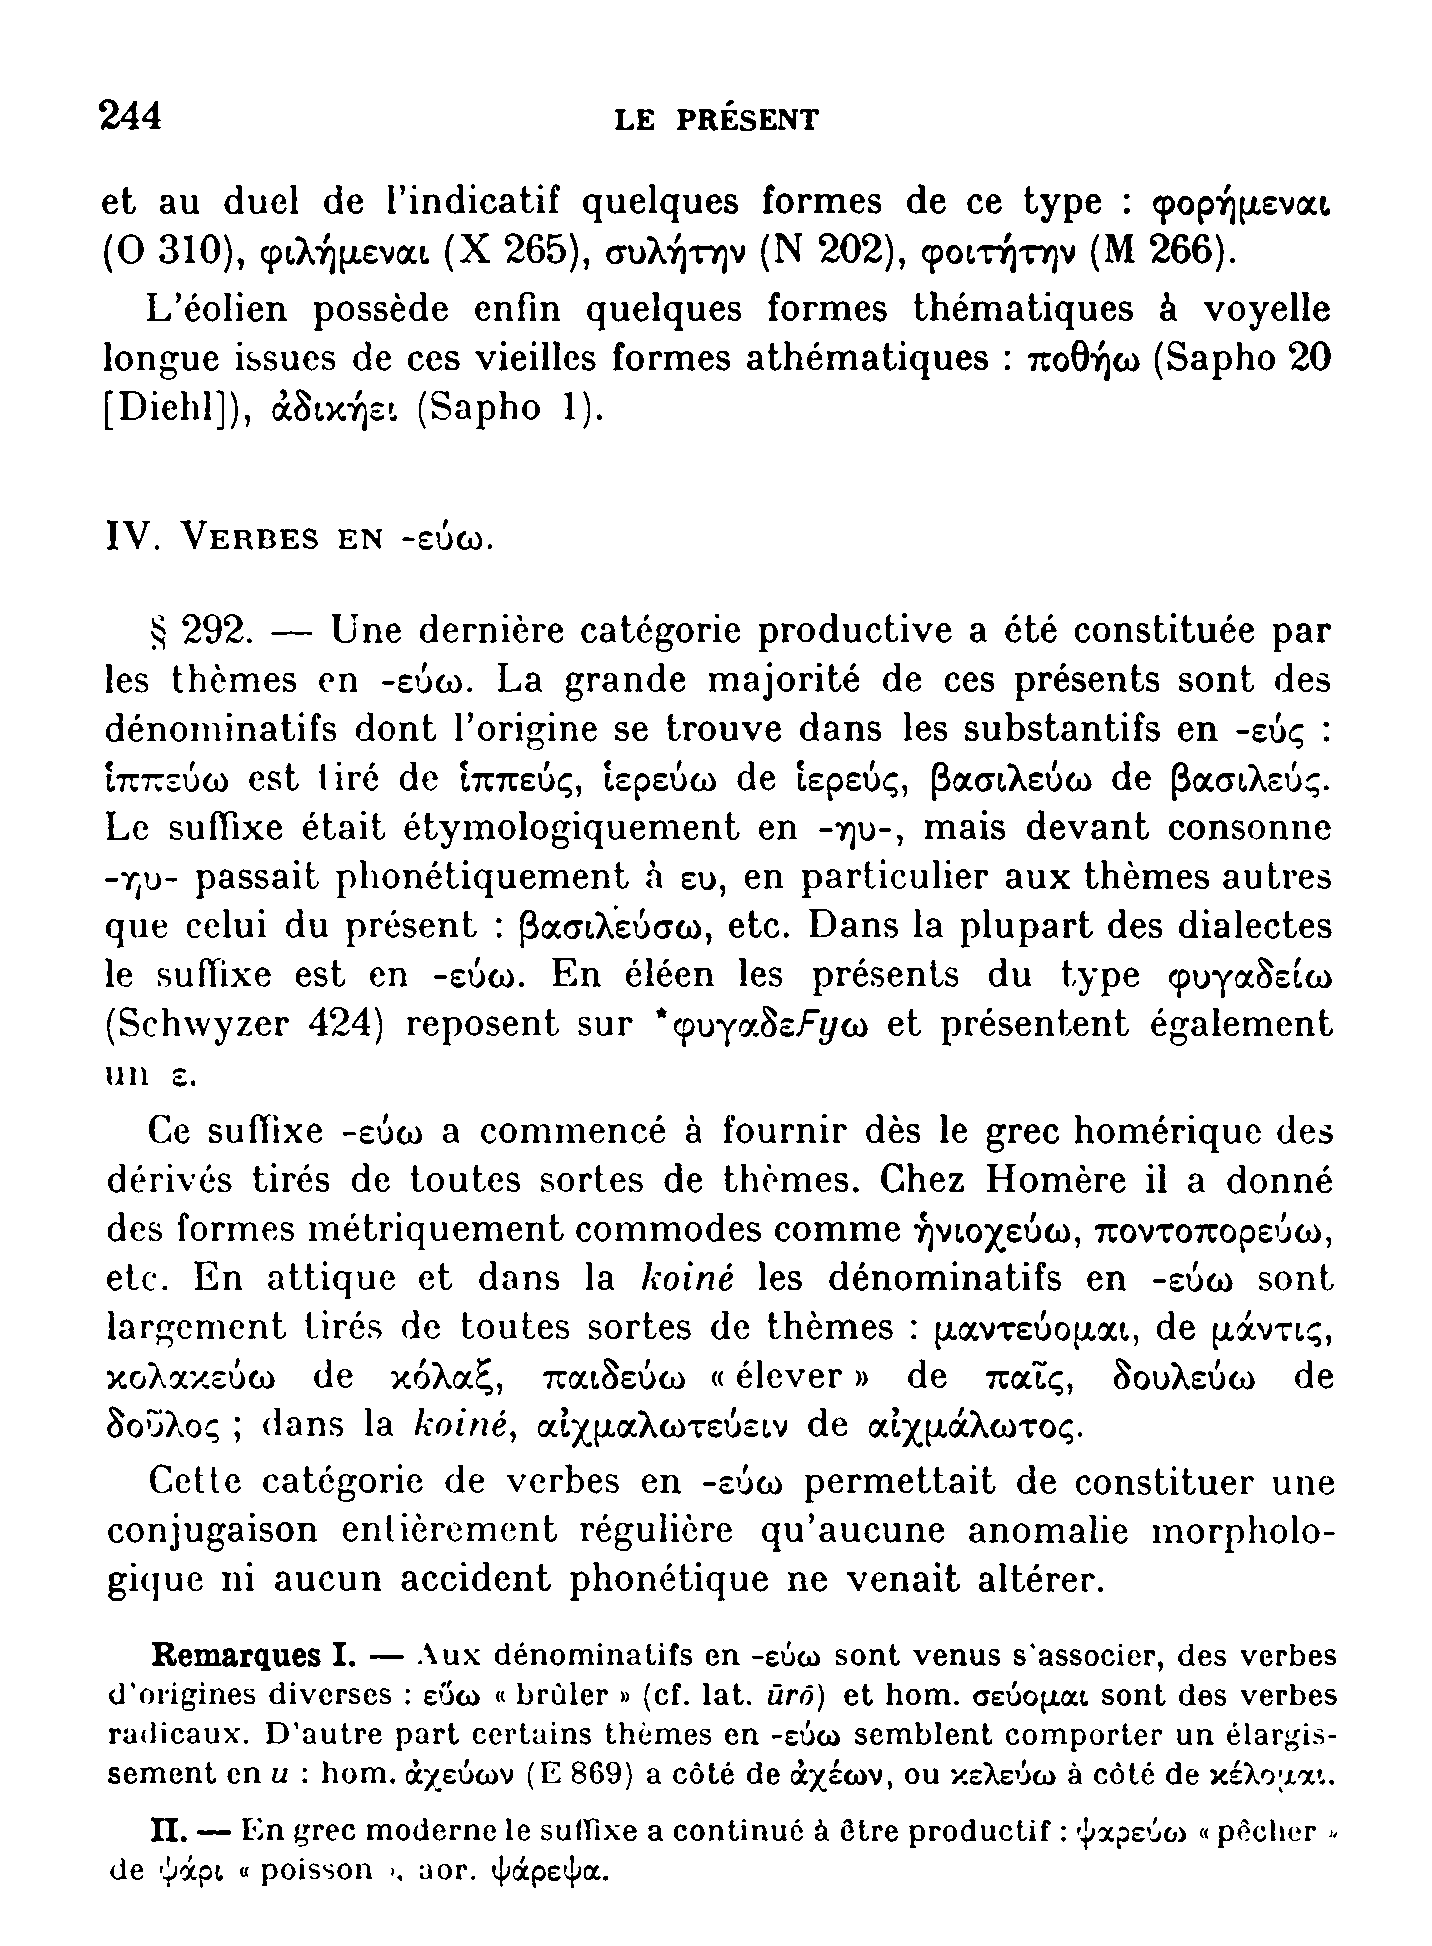 244
LE PRÉSENT
et au duel de l'indicatif quelques formes de ce type : φορήμεναι
(O 310), φιλήμεναι (X 265), συλήτην (N 202), φοιτήτην (M 266).
L'éolien possède enfin quelques formes thématiques à voyelle
longue issues de ces vieilles formes athématiques : ποθήω (Sapho 20
[Diehl]), ἀδικήει (Sapho 1).
IV. VERBES EN -εύω.
§ 292. — Une dernière catégorie productive a été constituée par
les thèmes en -εύω. La grande majorité de ces présents sont des
dénominatifs dont l'origine se trouve dans les substantifs en -εύς :
ἱππεύω est tiré de ἱππεύς, ἱερεύω de ἱερεύς, βασιλεύω de βασιλεύς.
Le suffixe était étymologiquement en -ηυ-, mais devant consonne
-ηυ- passait phonétiquement à ευ, en particulier aux thèmes autres
que celui du présent : βασιλεύσω, etc. Dans la plupart des dialectes
le suffixe est en -εύω. En éléen les présents du type φυγαδείω
(Schwyzer 424) reposent sur *φυγαδεϜyω et présentent également
un ε.
Ce suffixe -εύω a commencé à fournir dès le grec homérique des
dérivés tirés de toutes sortes de thèmes. Chez Homère il a donné
des formes métriquement commodes comme ἡνιοχεύω, ποντοπορεύω,
etc. En attique et dans la koiné les dénominatifs en -εύω sont
largement tirés de toutes sortes de thèmes : μαντεύομαι, de μάντις,
κολακεύω de κόλαξ, παιδεύω « élever » de παῖς, δουλεύω de
δοῦλος ; dans la koiné, αἰχμαλωτεύειν de αἰχμάλωτος.
Cette catégorie de verbes en -εύω permettait de constituer une
conjugaison entièrement régulière qu'aucune anomalie morpholo-
gique ni aucun accident phonétique ne venait altérer.
Remarques I. — Aux dénominatifs en -εύω sont venus s'associer, des verbes
d'origines diverses : εὕω « brûler » (cf. lat. ūrō) et hom. σεύομαι sont des verbes
radicaux. D'autre part certains thèmes en -εύω semblent comporter un élargis-
sement en u : hom. ἀχεύων (E 869) a côté de ἀχέων, ou κελεύω à côté de κέλομαι.
II. — En grec moderne le suffixe a continué à être productif : ψαρεύω « pêcher »
de ψάρι « poisson », aor. ψάρεψα.